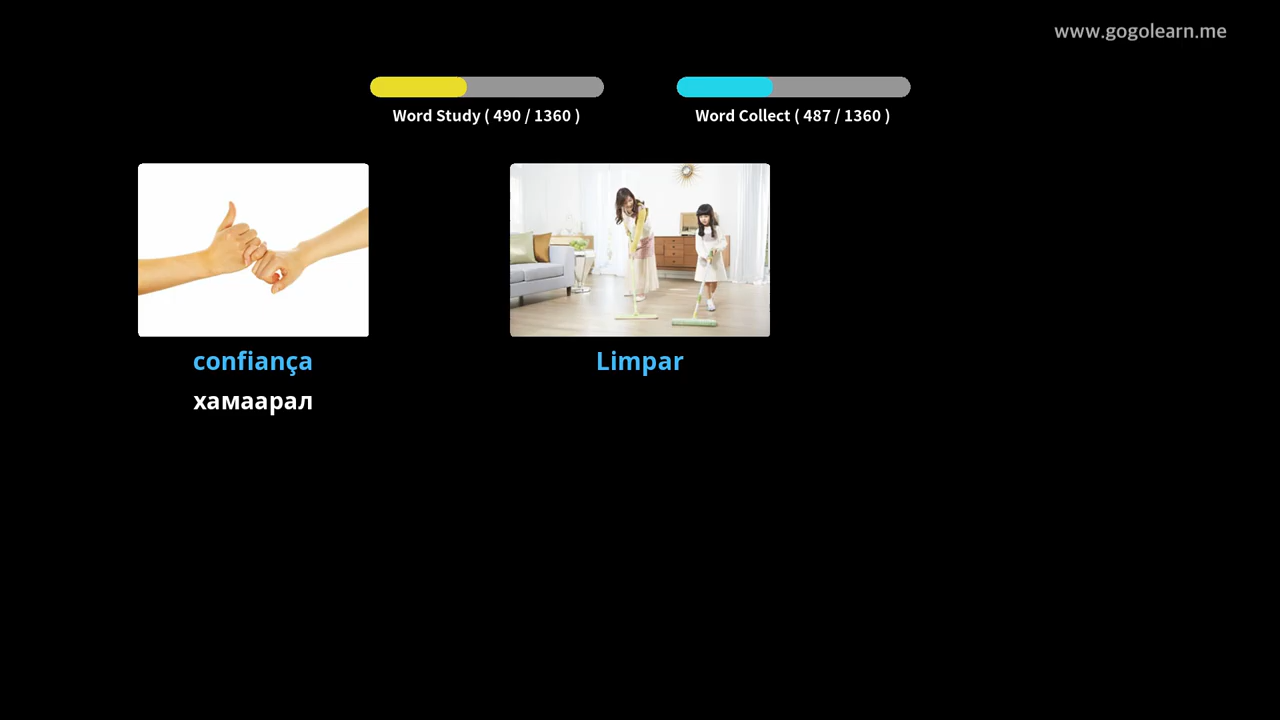 www.gogolearn.me
Word Study ( 490 / 1360 )
Word Collect ( 487 / 1360 )
confiança
хамаарал
Limpar